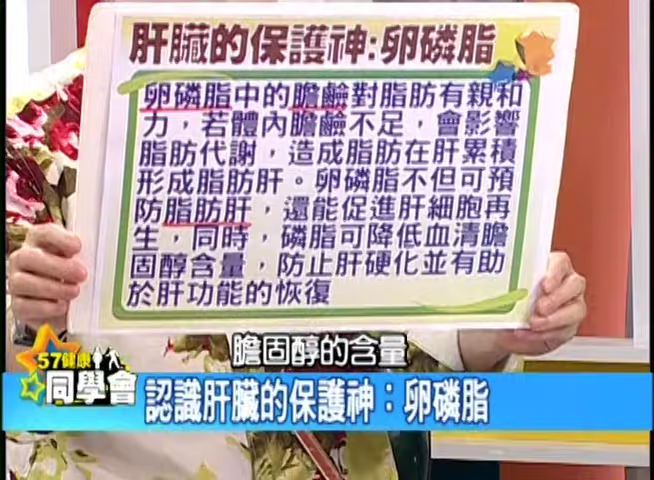 肝臟的保護神:卵磷脂
卵磷脂中的膽鹼對脂肪有親和
力，若體內膽鹼不足，會影響
脂肪代謝，造成脂肪在肝累積
形成脂肪肝。卵磷脂不但可預
防脂肪肝，還能促進肝細胞再
生，同時，磷脂可降低血清膽
固醇含量，防止肝硬化並有助
於肝功能的恢復
膽固醇的含量
57健康
同學會
認識肝臟的保護神：卵磷脂